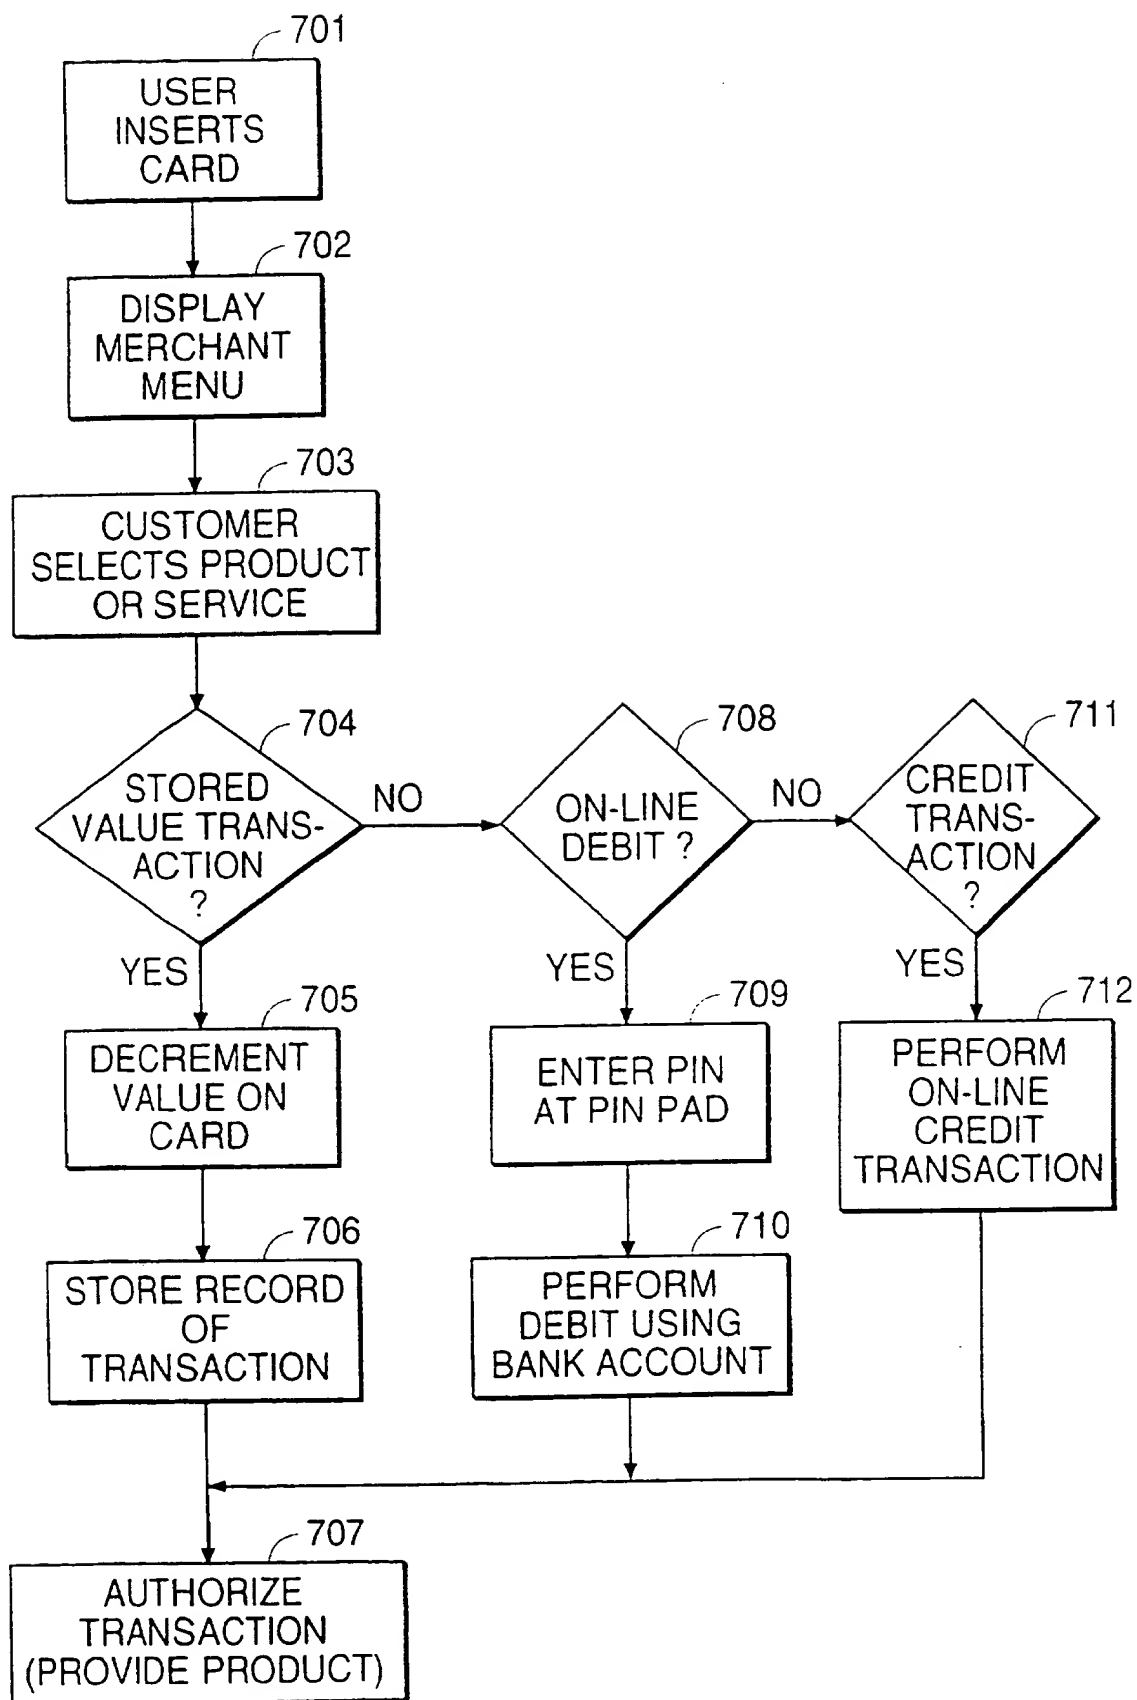 701
USER
INSERTS
CARD
702
DISPLAY
MERCHANT
MENU
703
CUSTOMER
SELECTS PRODUCT
OR SERVICE
704
STORED
VALUE TRANS-
ACTION
?
NO
708
ON-LINE
DEBIT ?
NO
711
CREDIT
TRANS-
ACTION
?
YES
705
DECREMENT
VALUE ON
CARD
706
STORE RECORD
OF
TRANSACTION
YES
709
ENTER PIN
AT PIN PAD
710
PERFORM
DEBIT USING
BANK ACCOUNT
YES
712
PERFORM
ON-LINE
CREDIT
TRANSACTION
707
AUTHORIZE
TRANSACTION
(PROVIDE PRODUCT)